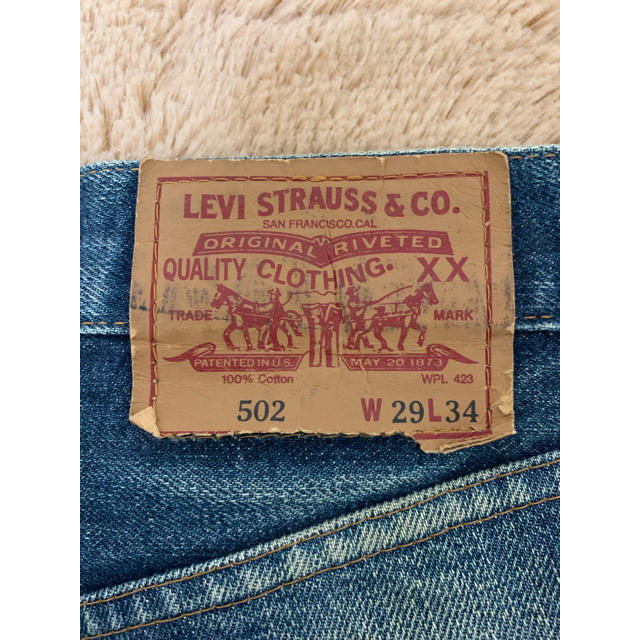 LEVI STRAUSS & CO.
SAN FRANCISCO.CAL
ORIGINAL RIVETED
QUALITY CLOTHING. XX
TRADE MARK
PATENTED IN U.S. MAY 20 1873
100% Cotton WPL 423
502 W 29 L 34